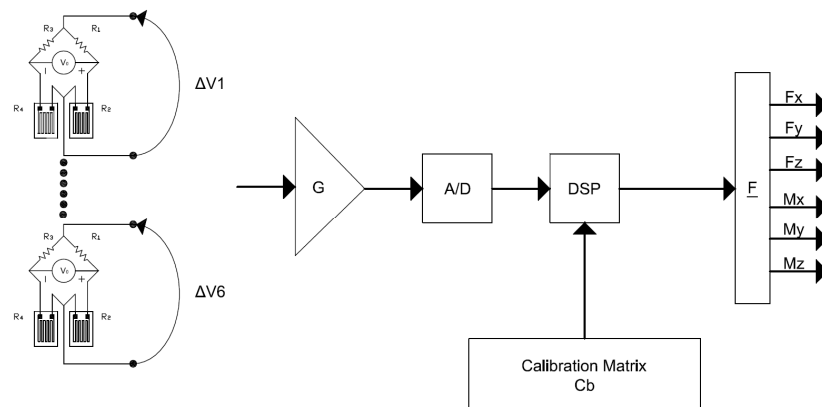 R3
R1
V0
R4
R2
ΔV1
R3
R1
V0
R4
R2
ΔV6
G
A/D
DSP
F
Fx
Fy
Fz
Mx
My
Mz
Calibration Matrix
Cb